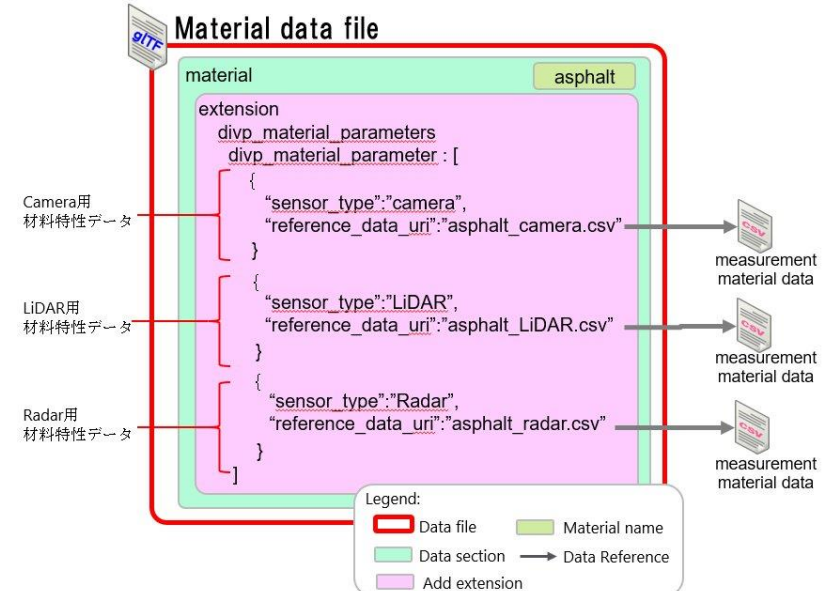 glTF
Material data file
material
asphalt
extension
divp_material_parameters
divp_material_parameter : [
{
“sensor_type”:”camera”,
“reference_data_uri”:”asphalt_camera.csv”
}
Camera用
材料特性データ
CSV
measurement
material data
{
“sensor_type”:”LiDAR”,
“reference_data_uri”:”asphalt_LiDAR.csv”
}
LiDAR用
材料特性データ
CSV
measurement
material data
{
“sensor_type”:”Radar”,
“reference_data_uri”:”asphalt_radar.csv”
}
]
Radar用
材料特性データ
CSV
measurement
material data
Legend:
Data file
Material name
Data section
Data Reference
Add extension